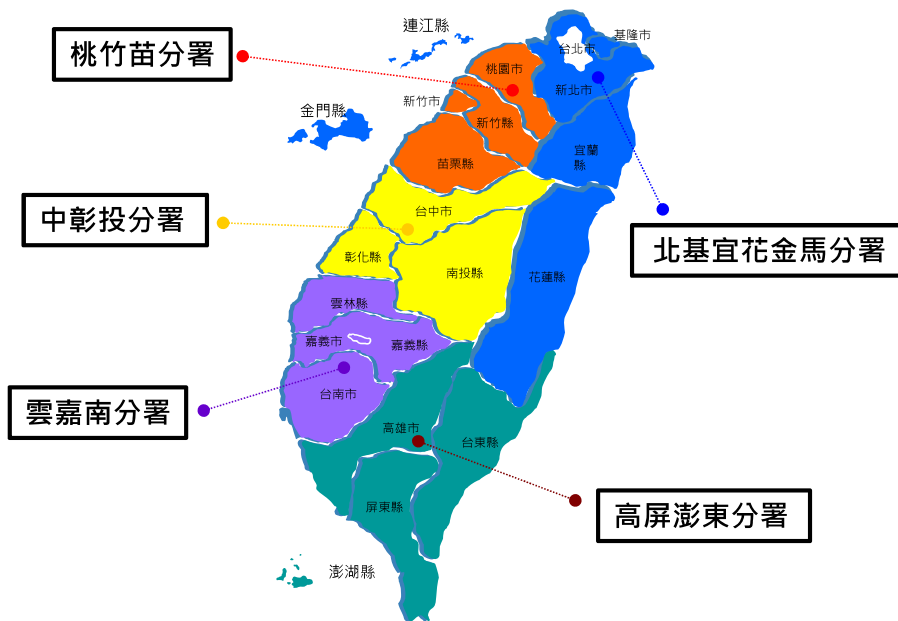 連江縣
桃竹苗分署
基隆市
台北市
桃園市
新北市
新竹市
金門縣
新竹縣
宜蘭
縣
苗栗縣
中彰投分署
台中市
北基宜花金馬分署
彰化縣
南投縣
花蓮縣
雲林縣
嘉義市
嘉義縣
雲嘉南分署
台南市
高雄市
台東縣
屏東縣
高屏澎東分署
澎湖縣